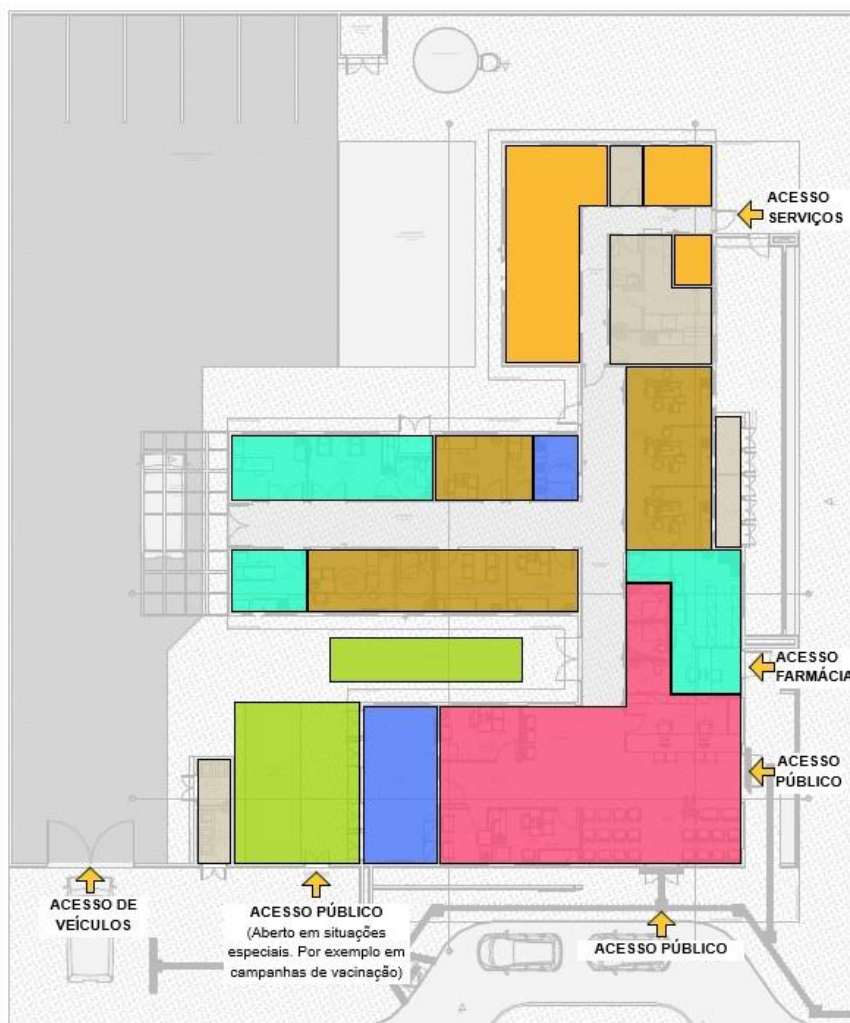 ACESSO
SERVIÇOS
ACESSO
FARMÁCIA
ACESSO
PÚBLICO
ACESSO DE
VEÍCULOS
ACESSO PÚBLICO
(Aberto em situações
especiais. Por exemplo em
campanhas de vacinação)
ACESSO PÚBLICO